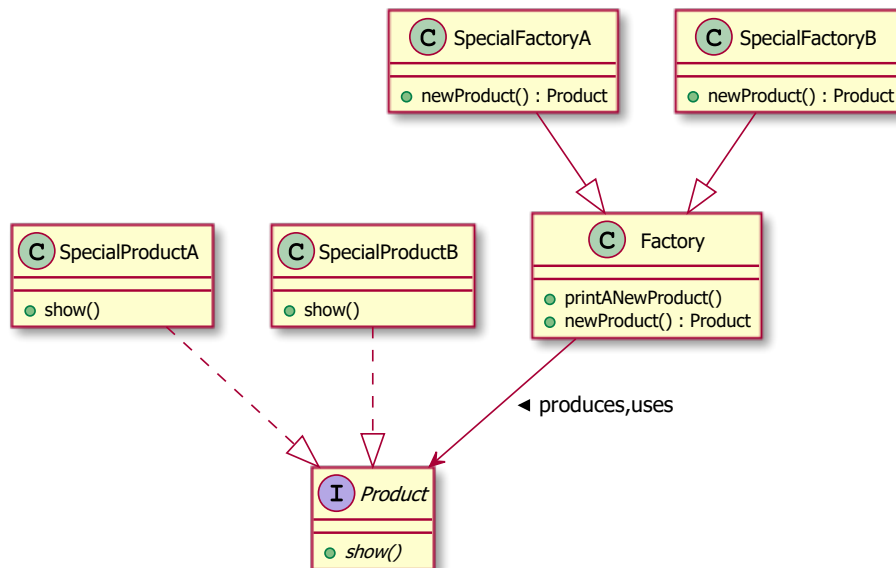 C SpecialFactoryA
newProduct() : Product
C SpecialFactoryB
newProduct() : Product
C SpecialProductA
show()
C SpecialProductB
show()
C Factory
printANewProduct()
newProduct() : Product
◄ produces,uses
I Product
show()